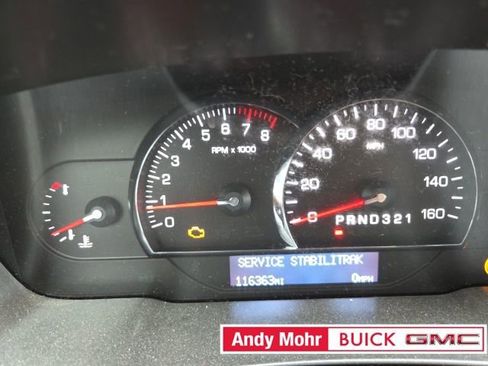 0 1 2 3 4 5 6 7 8
RPM x 1000
0 20 40 60 80 100 120 140 160
MPH
PRND321
SERVICE STABILITRAK
116363MI 0MPH
Andy Mohr BUICK GMC